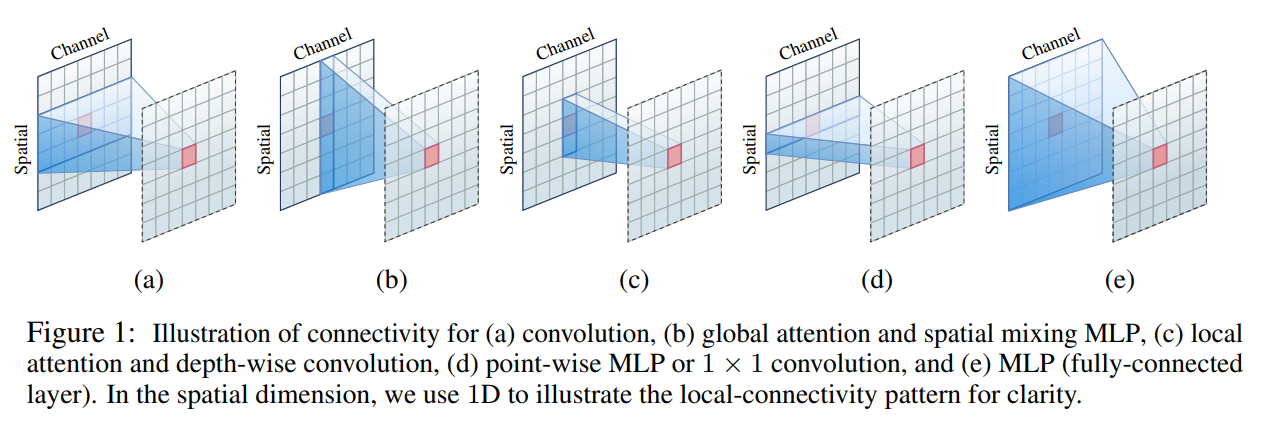 Channel Channel Channel Channel Channel
Spatial Spatial Spatial Spatial Spatial
(a) (b) (c) (d) (e)
Figure 1: Illustration of connectivity for (a) convolution, (b) global attention and spatial mixing MLP, (c) local
attention and depth-wise convolution, (d) point-wise MLP or 1 × 1 convolution, and (e) MLP (fully-connected
layer). In the spatial dimension, we use 1D to illustrate the local-connectivity pattern for clarity.